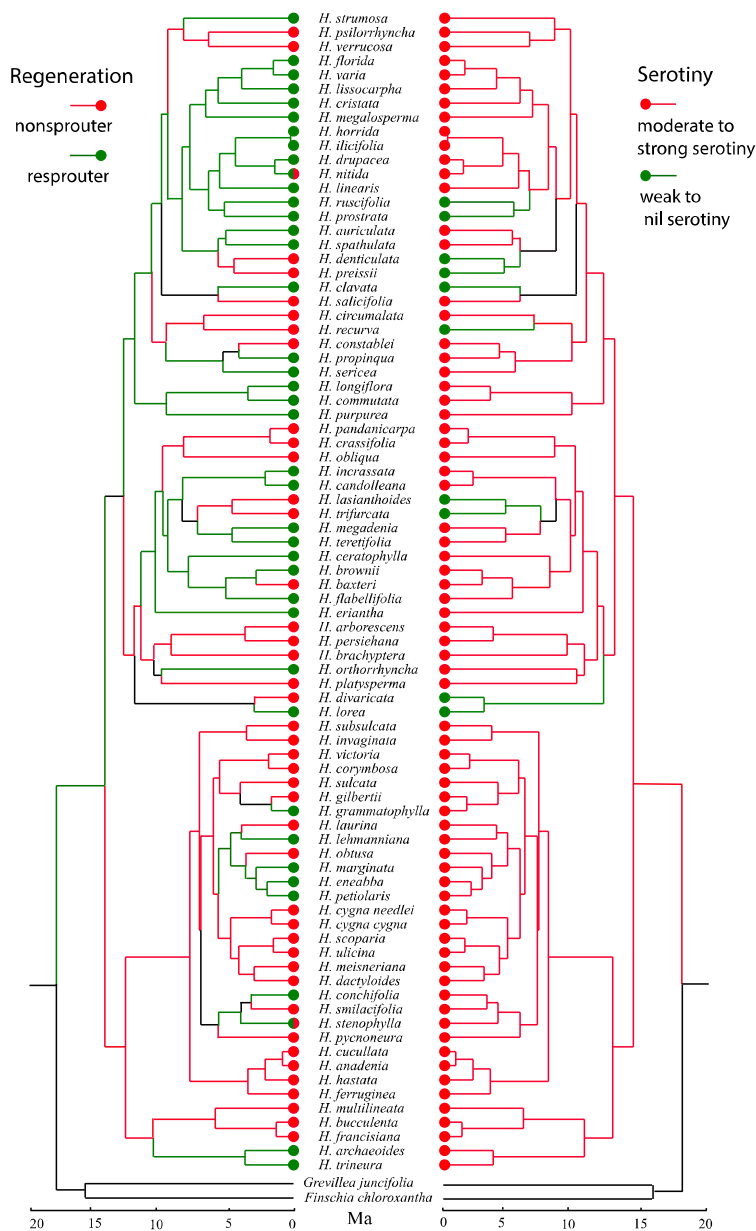 Regeneration
nonsprouter
resprouter
Serotiny
moderate to
strong serotiny
weak to
nil serotiny
H. strumosa
H. psilorrhyncha
H. verrucosa
H. florida
H. varia
H. lissocarpha
H. cristata
H. megalosperma
H. horrida
H. ilicifolia
H. drupacea
H. nitida
H. linearis
H. ruscifolia
H. prostrata
H. auriculata
H. spathulata
H. denticulata
H. preissii
H. clavata
H. salicifolia
H. circumalata
H. recurva
H. constablei
H. propinqua
H. sericea
H. longiflora
H. commutata
H. purpurea
H. pandanicarpa
H. crassifolia
H. obliqua
H. incrassata
H. candolleana
H. lasianthoides
H. trifurcata
H. megadenia
H. teretifolia
H. ceratophylla
H. brownii
H. baxteri
H. flabellifolia
H. eriantha
H. arborescens
H. persiehana
H. brachyptera
H. orthorrhyncha
H. platysperma
H. divaricata
H. lorea
H. subsulcata
H. invaginata
H. victoria
H. corymbosa
H. sulcata
H. gilbertii
H. grammatophylla
H. laurina
H. lehmanniana
H. obtusa
H. marginata
H. eneabba
H. petiolaris
H. cygna needlei
H. cygna cygna
H. scoparia
H. ulicina
H. meisneriana
H. dactyloides
H. conchifolia
H. smilacifolia
H. stenophylla
H. pycnoneura
H. cucullata
H. anadenia
H. hastata
H. ferruginea
H. multilineata
H. bucculenta
H. francisiana
H. archaeoides
H. trineura
Grevillea juncifolia
Finschia chloroxantha
20 15 10 5 0 Ma 0 5 10 15 20